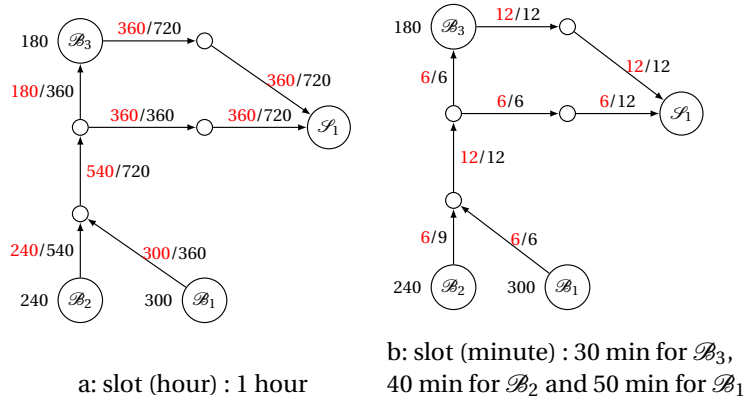 180 ℬ₃ 360/720 180 ℬ₃ 12/12
360/720 12/12
180/360 6/6
360/360 360/720 𝒮₁ 6/6 6/12 𝒮₁
540/720 12/12
240/540 300/360 6/9 6/6
240 ℬ₂ 300 ℬ₁ 240 ℬ₂ 300 ℬ₁
a: slot (hour) : 1 hour
b: slot (minute) : 30 min for ℬ₃,
40 min for ℬ₂ and 50 min for ℬ₁